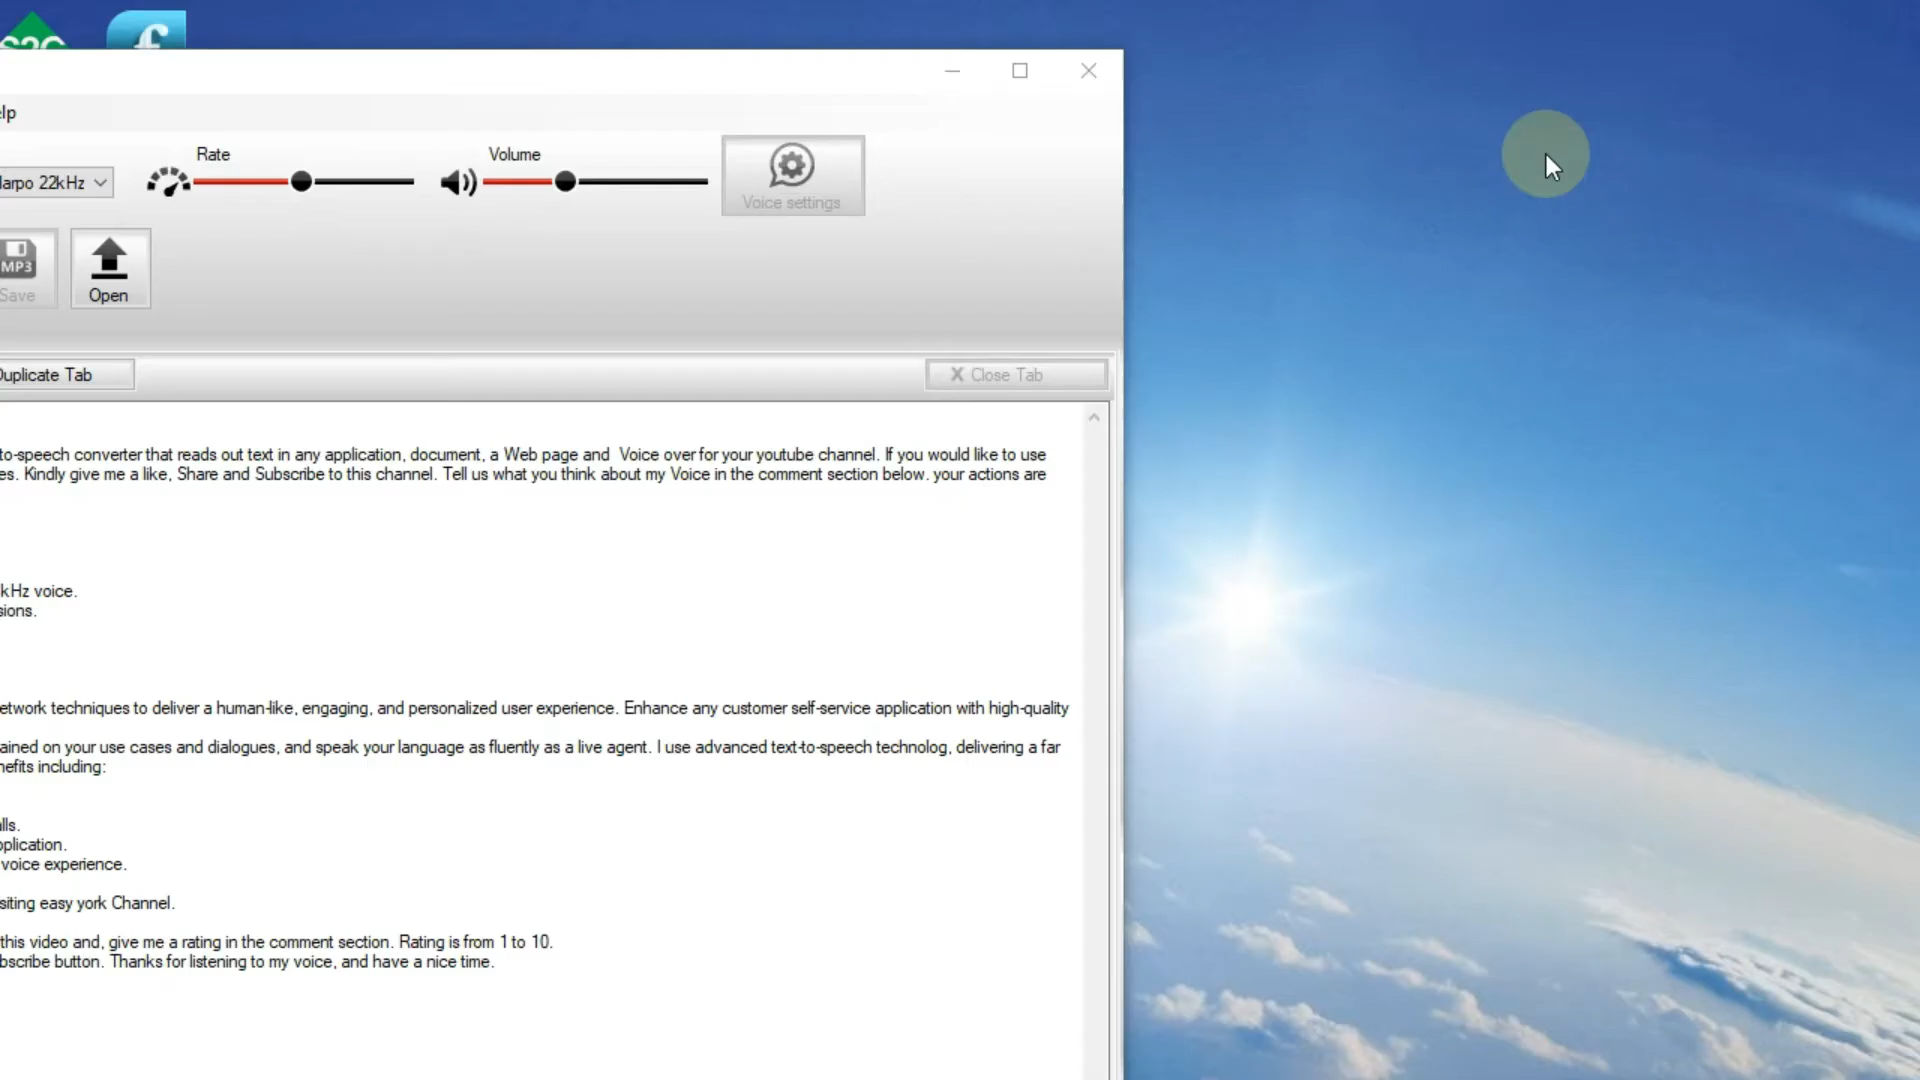 S2G
f
elp
Rate
Volume
arpo 22kHz
Voice settings
MP3
Save
Open
Duplicate Tab
X Close Tab
to-speech converter that reads out text in any application, document, a Web page and  Voice over for your youtube channel. If you would like to use
es. Kindly give me a like, Share and Subscribe to this channel. Tell us what you think about my Voice in the comment section below. your actions are
kHz voice.
sions.
etwork techniques to deliver a human-like, engaging, and personalized user experience. Enhance any customer self-service application with high-quality
ained on your use cases and dialogues, and speak your language as fluently as a live agent. I use advanced text-to-speech technolog, delivering a far
nefits including:
alls.
pplication.
voice experience.
siting easy york Channel.
this video and, give me a rating in the comment section. Rating is from 1 to 10.
bscribe button. Thanks for listening to my voice, and have a nice time.